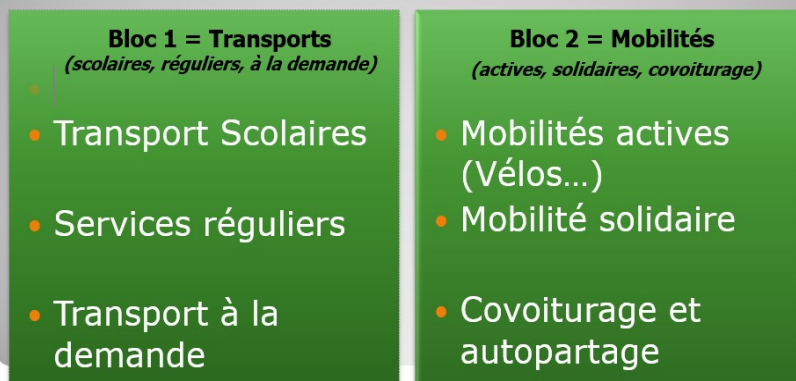 Bloc 1 = Transports
(scolaires, réguliers, à la demande)
Transport Scolaires
Services réguliers
Transport à la
demande
Bloc 2 = Mobilités
(actives, solidaires, covoiturage)
Mobilités actives
(Vélos…)
Mobilité solidaire
Covoiturage et
autopartage